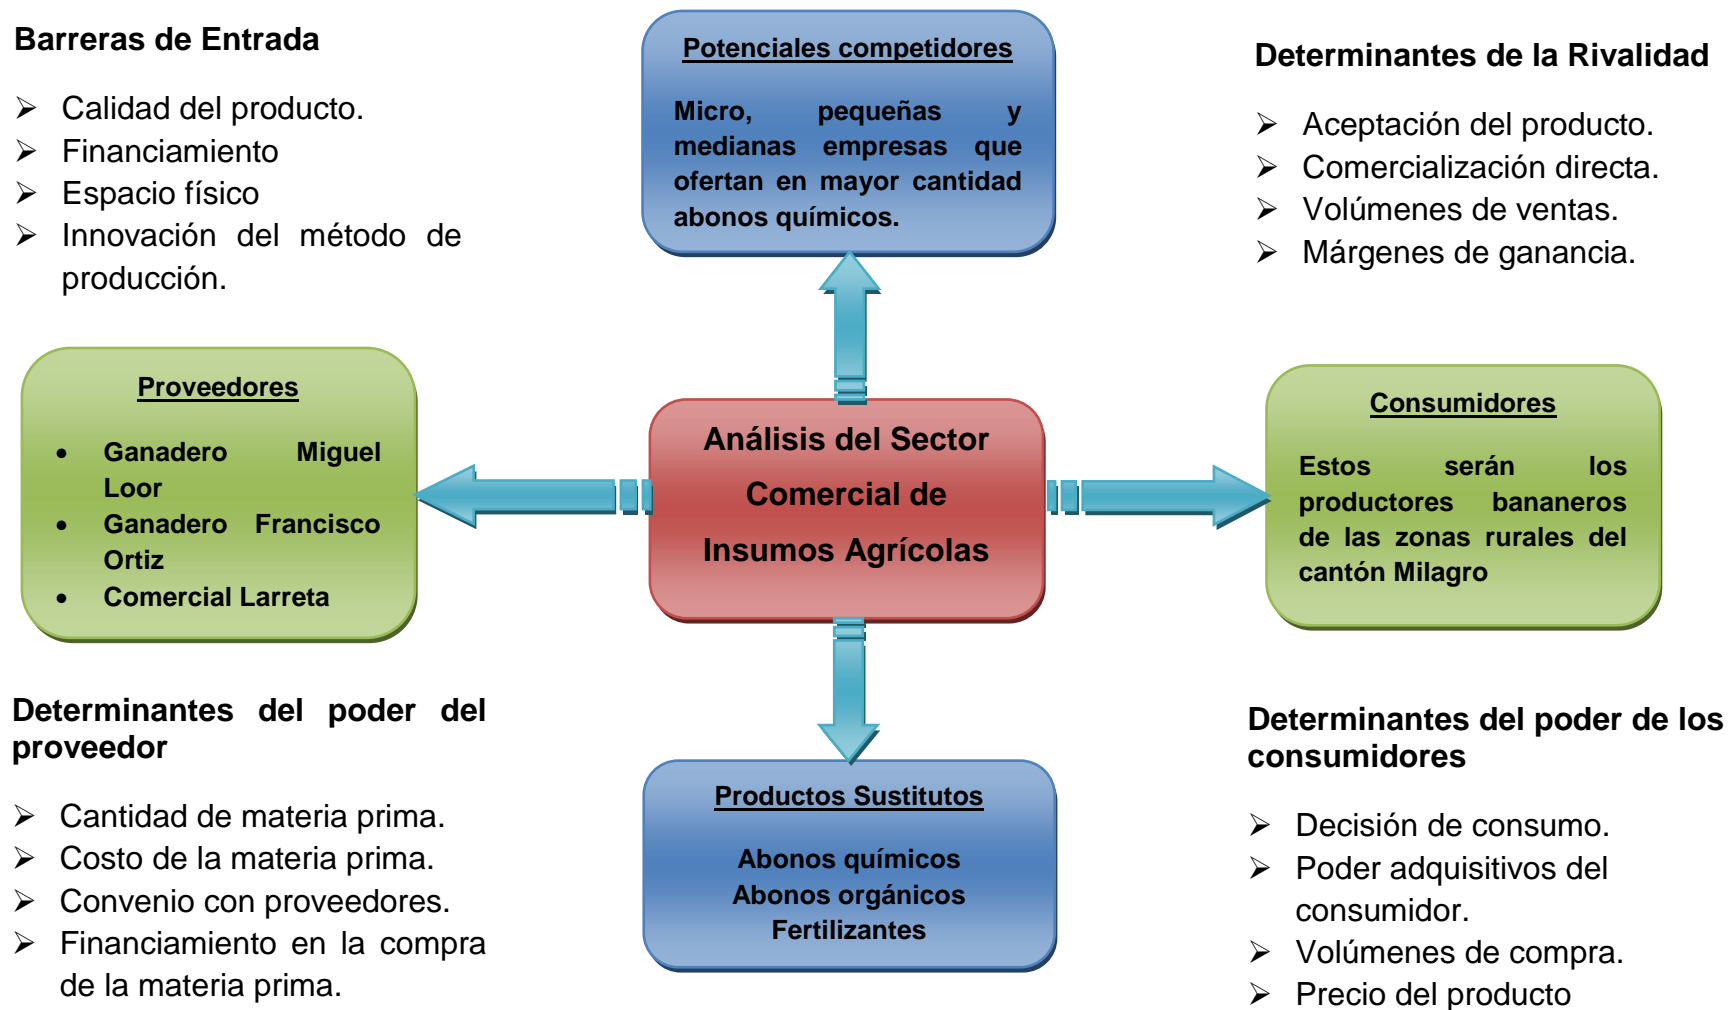 Barreras de Entrada
➢ Calidad del producto.
➢ Financiamiento
➢ Espacio físico
➢ Innovación del método de
producción.
Potenciales competidores
Micro, pequeñas y
medianas empresas que
ofertan en mayor cantidad
abonos químicos.
Determinantes de la Rivalidad
➢ Aceptación del producto.
➢ Comercialización directa.
➢ Volúmenes de ventas.
➢ Márgenes de ganancia.
Proveedores
• Ganadero Miguel
Loor
• Ganadero Francisco
Ortiz
• Comercial Larreta
Análisis del Sector
Comercial de
Insumos Agrícolas
Consumidores
Estos serán los
productores bananeros
de las zonas rurales del
cantón Milagro
Determinantes del poder del
proveedor
➢ Cantidad de materia prima.
➢ Costo de la materia prima.
➢ Convenio con proveedores.
➢ Financiamiento en la compra
de la materia prima.
Productos Sustitutos
Abonos químicos
Abonos orgánicos
Fertilizantes
Determinantes del poder de los
consumidores
➢ Decisión de consumo.
➢ Poder adquisitivos del
consumidor.
➢ Volúmenes de compra.
➢ Precio del producto